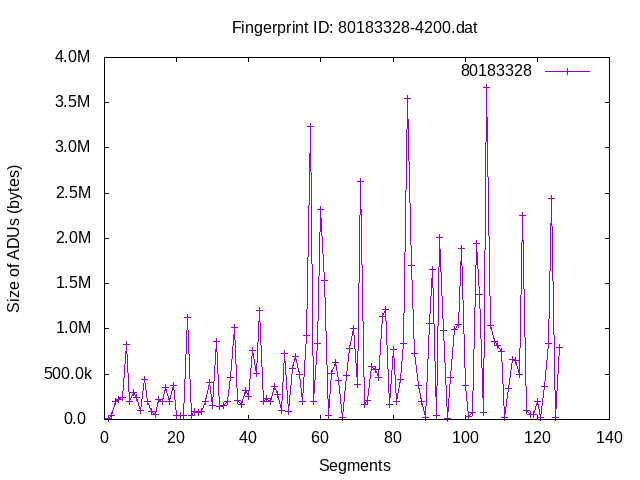 Fingerprint ID: 80183328-4200.dat
80183328
4.0M
3.5M
3.0M
2.5M
2.0M
1.5M
1.0M
500.0k
0.0
Size of ADUs (bytes)
0 20 40 60 80 100 120 140
Segments